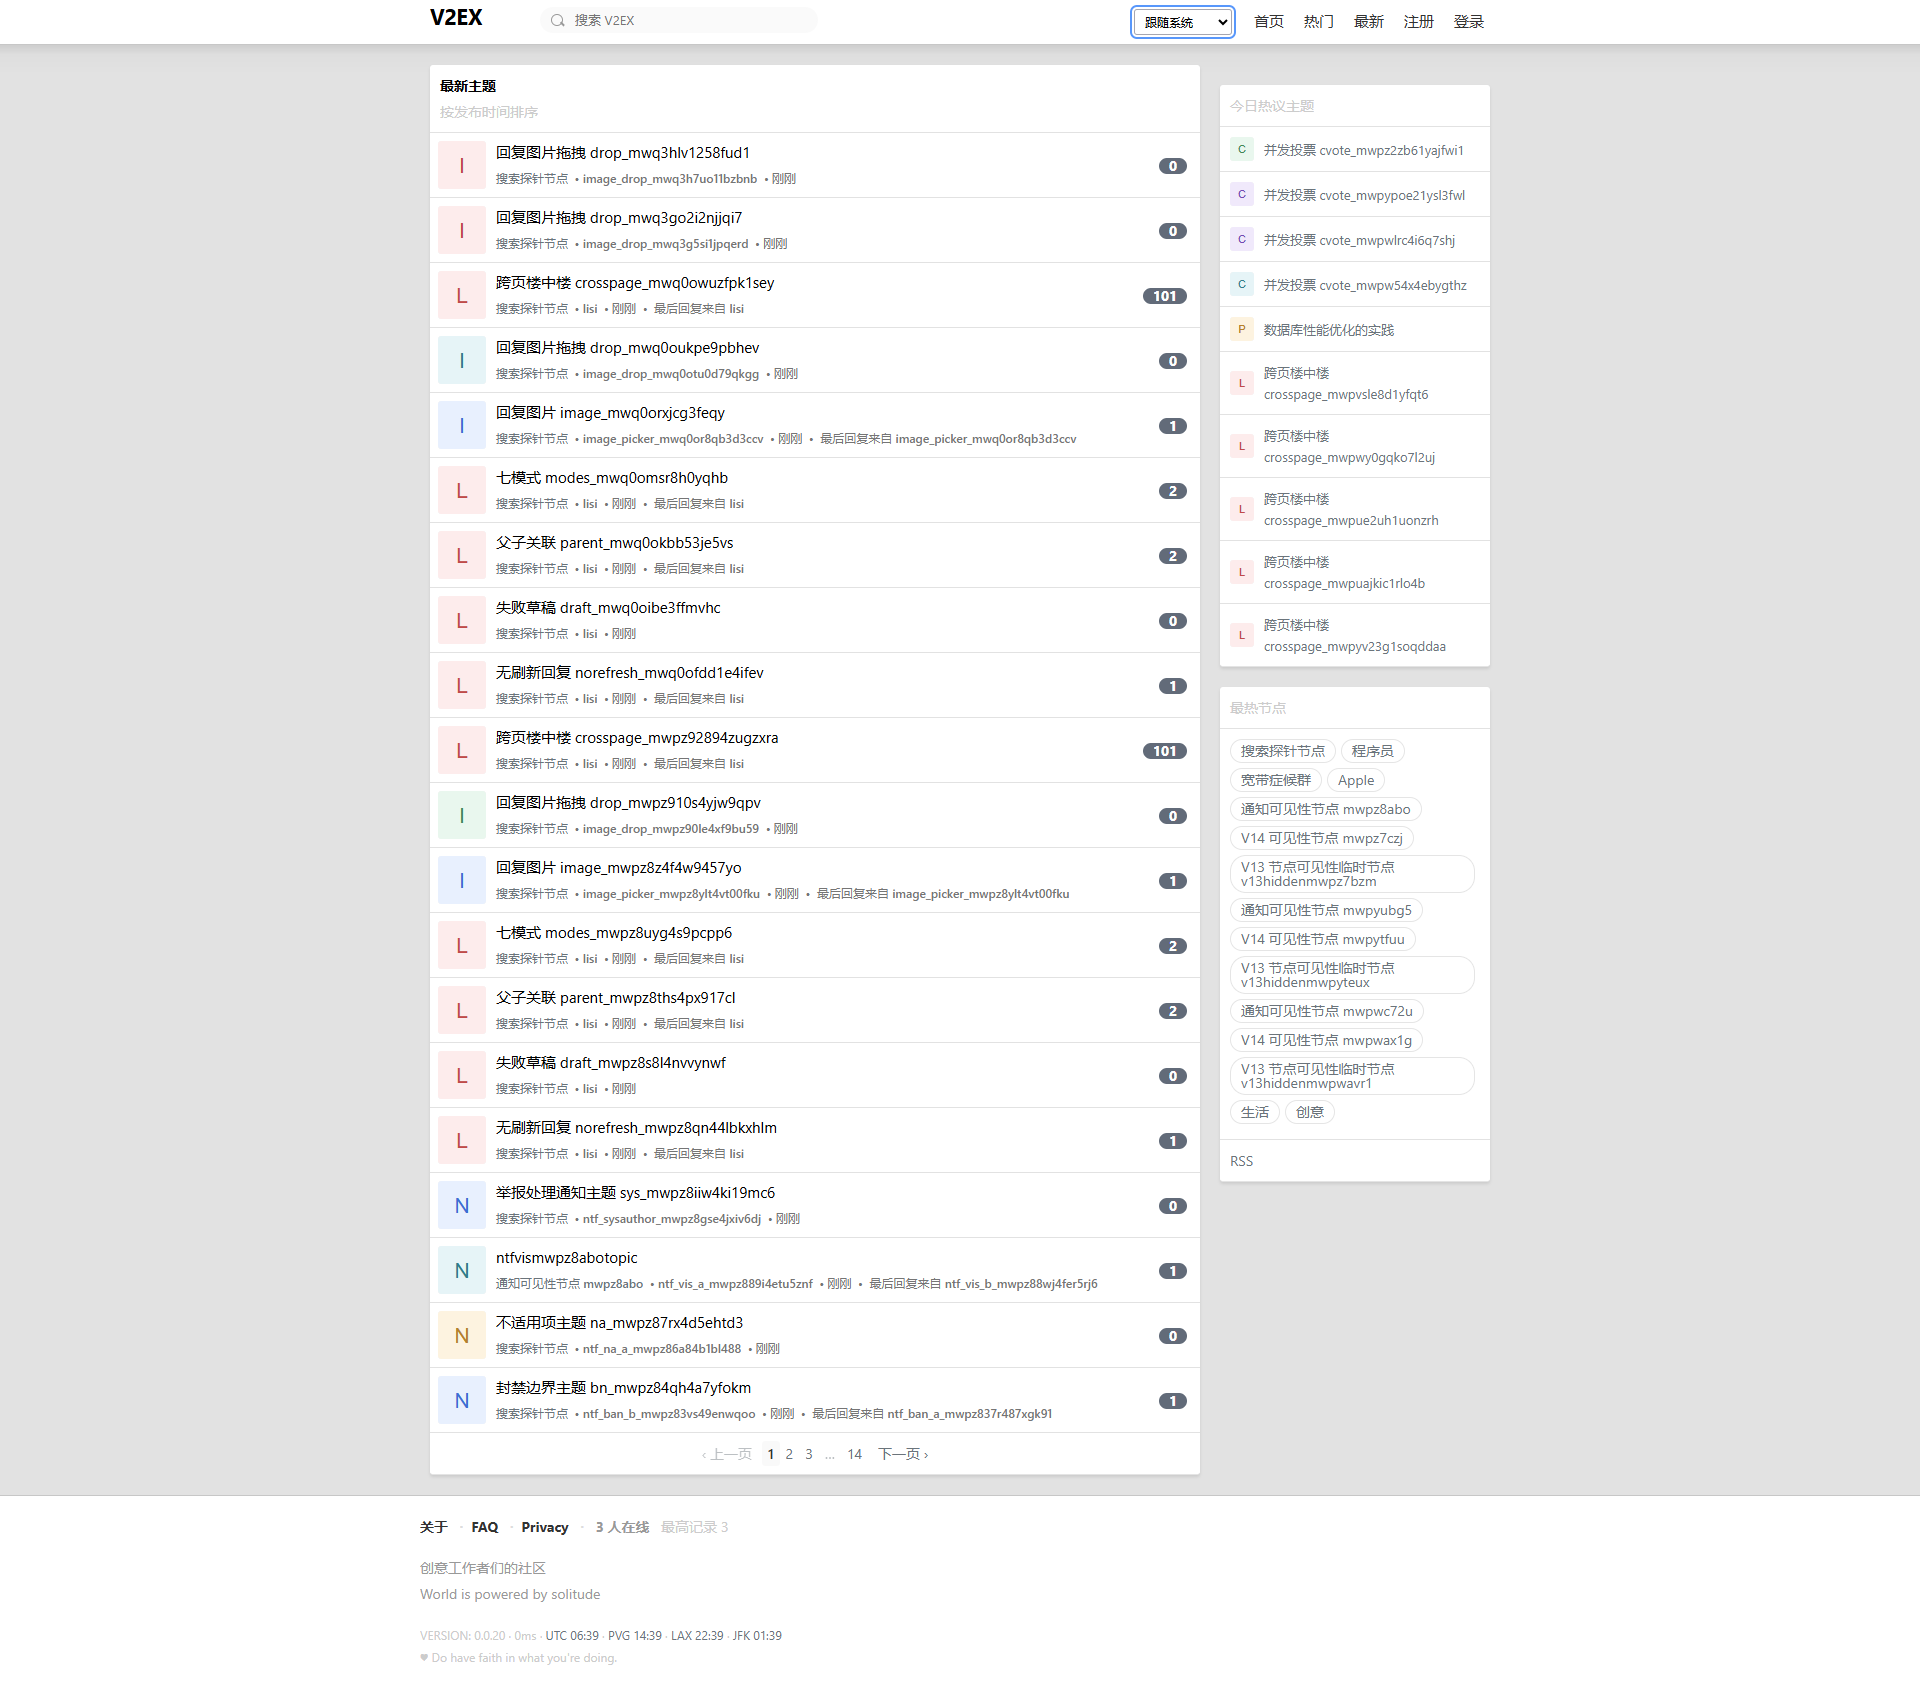 V2EX
搜索 V2EX
跟随系统
首页 热门 最新 注册 登录
最新主题
按发布时间排序
I
回复图片拖拽 drop_mwq3hlv1258fud1
搜索探针节点 • image_drop_mwq3h7uo11bzbnb • 刚刚
0
I
回复图片拖拽 drop_mwq3go2i2njjqi7
搜索探针节点 • image_drop_mwq3g5si1jpqerd • 刚刚
0
L
跨页楼中楼 crosspage_mwq0owuzfpk1sey
搜索探针节点 • lisi • 刚刚 • 最后回复来自 lisi
101
I
回复图片拖拽 drop_mwq0oukpe9pbhev
搜索探针节点 • image_drop_mwq0otu0d79qkgg • 刚刚
0
I
回复图片 image_mwq0orxjcg3feqy
搜索探针节点 • image_picker_mwq0or8qb3d3ccv • 刚刚 • 最后回复来自 image_picker_mwq0or8qb3d3ccv
1
L
七模式 modes_mwq0omsr8h0yqhb
搜索探针节点 • lisi • 刚刚 • 最后回复来自 lisi
2
L
父子关联 parent_mwq0okbb53je5vs
搜索探针节点 • lisi • 刚刚 • 最后回复来自 lisi
2
L
失败草稿 draft_mwq0oibe3ffmvhc
搜索探针节点 • lisi • 刚刚
0
L
无刷新回复 norefresh_mwq0ofdd1e4ifev
搜索探针节点 • lisi • 刚刚 • 最后回复来自 lisi
1
L
跨页楼中楼 crosspage_mwpz92894zugzxra
搜索探针节点 • lisi • 刚刚 • 最后回复来自 lisi
101
I
回复图片拖拽 drop_mwpz910s4yjw9qpv
搜索探针节点 • image_drop_mwpz90le4xf9bu59 • 刚刚
0
I
回复图片 image_mwpz8z4f4w9457yo
搜索探针节点 • image_picker_mwpz8ylt4vt00fku • 刚刚 • 最后回复来自 image_picker_mwpz8ylt4vt00fku
1
L
七模式 modes_mwpz8uyg4s9pcpp6
搜索探针节点 • lisi • 刚刚 • 最后回复来自 lisi
2
L
父子关联 parent_mwpz8ths4px917cl
搜索探针节点 • lisi • 刚刚 • 最后回复来自 lisi
2
L
失败草稿 draft_mwpz8s8l4nvvynwf
搜索探针节点 • lisi • 刚刚
0
L
无刷新回复 norefresh_mwpz8qn44lbkxhlm
搜索探针节点 • lisi • 刚刚 • 最后回复来自 lisi
1
N
举报处理通知主题 sys_mwpz8iiw4ki19mc6
搜索探针节点 • ntf_sysauthor_mwpz8gse4jxiv6dj • 刚刚
0
N
ntfvismwpz8abotopic
通知可见性节点 mwpz8abo • ntf_vis_a_mwpz889i4etu5znf • 刚刚 • 最后回复来自 ntf_vis_b_mwpz88wj4fer5rj6
1
N
不适用项主题 na_mwpz87rx4d5ehtd3
搜索探针节点 • ntf_na_a_mwpz86a84b1bl488 • 刚刚
0
N
封禁边界主题 bn_mwpz84qh4a7yfokm
搜索探针节点 • ntf_ban_b_mwpz83vs49enwqoo • 刚刚 • 最后回复来自 ntf_ban_a_mwpz837r487xgk91
1
‹ 上一页 1 2 3 ... 14 下一页 ›
今日热议主题
C 并发投票 cvote_mwpz2zb61yajfwi1
C 并发投票 cvote_mwpypoe21ysl3fwl
C 并发投票 cvote_mwpwlrc4i6q7shj
C 并发投票 cvote_mwpw54x4ebygthz
P 数据库性能优化的实践
L 跨页楼中楼
crosspage_mwpvsle8d1yfqt6
L 跨页楼中楼
crosspage_mwpwy0gqko7l2uj
L 跨页楼中楼
crosspage_mwpue2uh1uonzrh
L 跨页楼中楼
crosspage_mwpuajkic1rlo4b
L 跨页楼中楼
crosspage_mwpyv23g1soqddaa
最热节点
搜索探针节点 程序员
宽带症候群 Apple
通知可见性节点 mwpz8abo
V14 可见性节点 mwpz7czj
V13 节点可见性临时节点
v13hiddenmwpz7bzm
通知可见性节点 mwpyubg5
V14 可见性节点 mwpytfuu
V13 节点可见性临时节点
v13hiddenmwpyteux
通知可见性节点 mwpwc72u
V14 可见性节点 mwpwax1g
V13 节点可见性临时节点
v13hiddenmwpwavr1
生活 创意
RSS
关于 · FAQ · Privacy · 3 人在线 最高记录 3
创意工作者们的社区
World is powered by solitude
VERSION: 0.0.20 · 0ms · UTC 06:39 · PVG 14:39 · LAX 22:39 · JFK 01:39
♥ Do have faith in what you're doing.